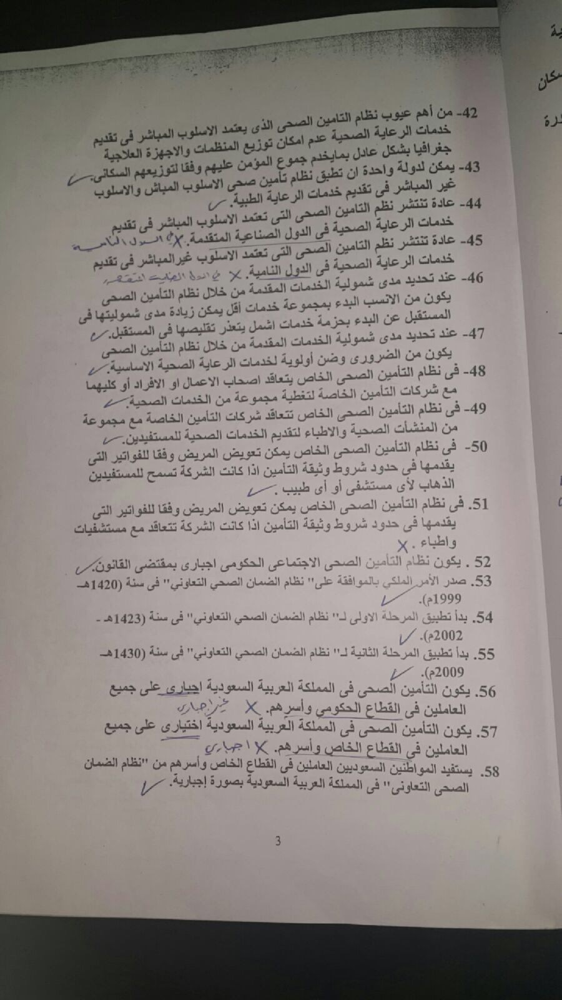 42- من أهم عيوب نظام التامين الصحى الذى يعتمد الاسلوب المباشر فى تقديم
خدمات الرعاية الصحية عدم امكان توزيع المنظمات والاجهزة العلاجية
جغرافيا بشكل عادل بمايخدم جموع المؤمن عليهم وفقا لتوزيعهم السكانى. ✓
43- يمكن لدولة واحدة ان تطبق نظام تأمين صحى الاسلوب المباش والاسلوب
غير المباشر فى تقديم خدمات الرعاية الطبية. ✓
44- عادة تنتشر نظم التامين الصحى التى تعتمد الاسلوب المباشر فى تقديم
خدمات الرعاية الصحية فى الدول الصناعية المتقدمة. X في الدول النامية
45- عادة تنتشر نظم التامين الصحى التى تعتمد الاسلوب غيرالمباشر فى تقديم
خدمات الرعاية الصحية فى الدول النامية. X في الدول الصناعية المتقدمة
46- عند تحديد مدى شمولية الخدمات المقدمة من خلال نظام التأمين الصحى
يكون من الانسب البدء بمجموعة خدمات أقل يمكن زيادة مدى شموليتها فى
المستقبل عن البدء بحزمة خدمات اشمل يتعذر تقليصها فى المستقبل. ✓
47- عند تحديد مدى شمولية الخدمات المقدمة من خلال نظام التأمين الصحى
يكون من الضرورى وضن أولوية لخدمات الرعاية الصحية الاساسية. ✓
48- فى نظام التأمين الصحى الخاص يتعاقد اصحاب الاعمال او الافراد أو كليهما
مع شركات التأمين الخاصة لتغطية مجموعة من الخدمات الصحية. ✓
49- فى نظام التأمين الصحى الخاص تتعاقد شركات التأمين الخاصة مع مجموعة
من المنشأت الصحية والاطباء لتقديم الخدمات الصحية للمستفيدين. ✓
50- فى نظام التأمين الصحى الخاص يمكن تعويض المريض وفقا للفواتير التى
يقدمها فى حدود شروط وثيقة التأمين اذا كانت الشركة تسمح للمستفيدين
الذهاب لأى مستشفى أو أى طبيب . ✓
51. فى نظام التأمين الصحى الخاص يمكن تعويض المريض وفقا للفواتير التى
يقدمها فى حدود شروط وثيقة التأمين اذا كانت الشركة تتعاقد مع مستشفيات
واطباء . X
52 . يكون نظام التأمين الصحى الاجتماعى الحكومى اجبارى بمقتضى القانون. ✓
53. صدر الأمر الملكي بالموافقة على" نظام الضمان الصحي التعاوني" فى سنة (1420هـ
1999م). ✓
54. بدأ تطبيق المرحلة الاولى لـ" نظام الضمان الصحي التعاوني" فى سنة (1423هـ -
2002م). ✓
55. بدأ تطبيق المرحلة الثانية لـ" نظام الضمان الصحي التعاوني" فى سنة (1430هـ
2009م). ✓
56. يكون التأمين الصحى فى المملكة العربية السعودية اجبارى على جميع
العاملين فى القطاع الحكومى وأسرهم. X غير اجباري
57. يكون التأمين الصحى فى المملكة العربية السعودية اختيارى على جميع
العاملين فى القطاع الخاص وأسرهم. X اجباري
58. يستفيد المواطنين السعوديين العاملين فى القطاع الخاص وأسرهم من "نظام الضمان
الصحى التعاونى" فى المملكة العربية السعودية بصورة إجبارية. ✓
3
ية
سكان